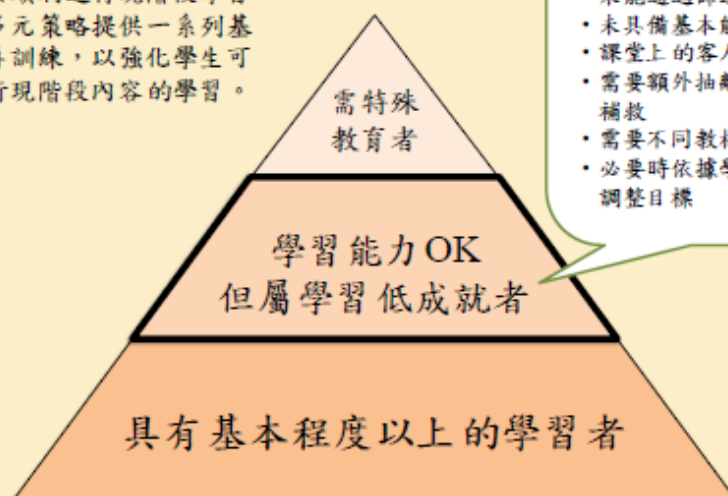 多元策略提供一系列基
訓練，以強化學生可
行現階段內容的學習。
需特殊
教育者
學習能力OK
但屬學習低成就者
具有基本程度以上的學習者
• 未具備基本
• 課堂上的客
• 需要額外抽
補救
• 需要不同教
• 必要時依據
調整目標